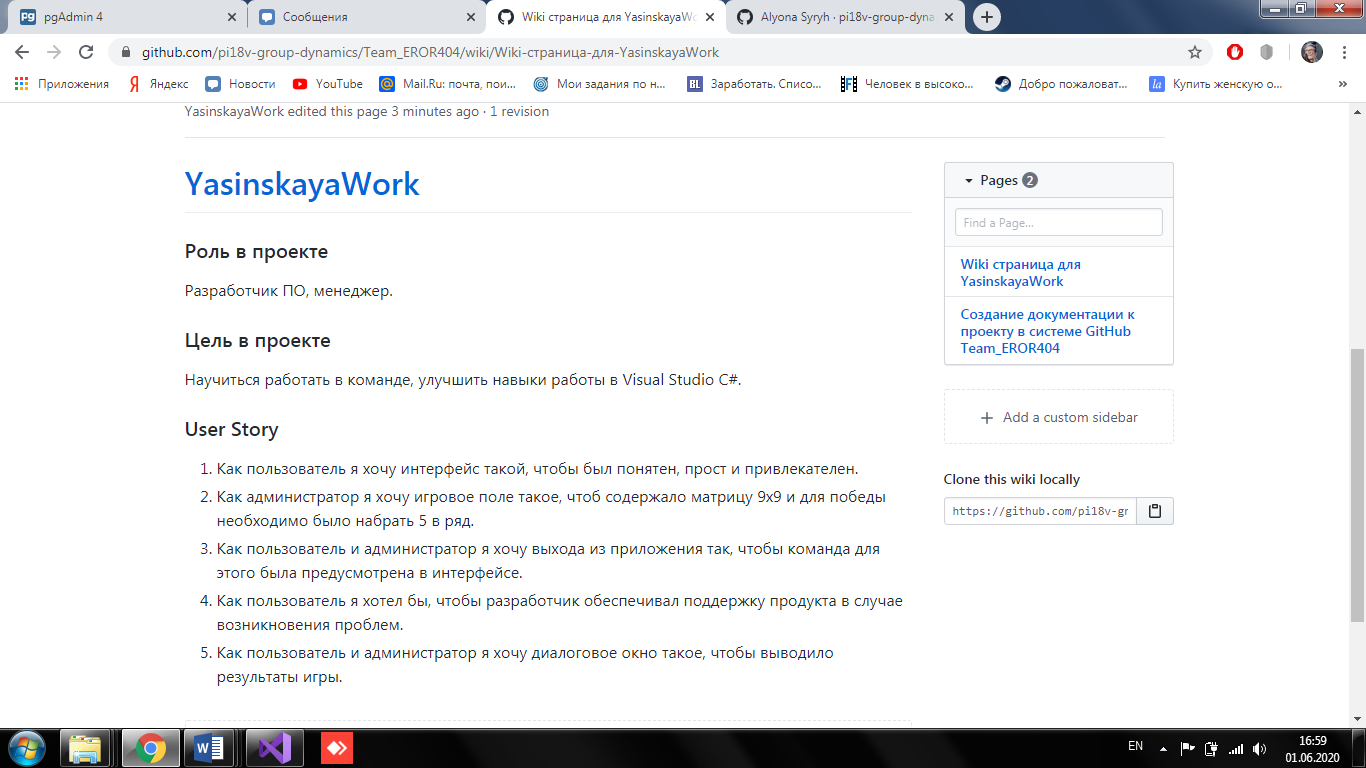 pgAdmin 4
Сообщения
Wiki страница для YasinskayaWo
Alyona Syryh · pi18v-group-dyna
github.com/pi18v-group-dynamics/Team_EROR404/wiki/Wiki-страница-для-YasinskayaWork
Приложения
Яндекс
Новости
YouTube
Mail.Ru: почта, пои...
Мои задания по н...
BL Заработать. Списо...
Человек в высоко...
Добро пожаловат...
la Купить женскую о...
»
YasinskayaWork edited this page 3 minutes ago · 1 revision
YasinskayaWork
Роль в проекте
Разработчик ПО, менеджер.
Цель в проекте
Научиться работать в команде, улучшить навыки работы в Visual Studio C#.
User Story
1. Как пользователь я хочу интерфейс такой, чтобы был понятен, прост и привлекателен.
2. Как администратор я хочу игровое поле такое, чтоб содержало матрицу 9х9 и для победы
необходимо было набрать 5 в ряд.
3. Как пользователь и администратор я хочу выхода из приложения так, чтобы команда для
этого была предусмотрена в интерфейсе.
4. Как пользователь я хотел бы, чтобы разработчик обеспечивал поддержку продукта в случае
возникновения проблем.
5. Как пользователь и администратор я хочу диалоговое окно такое, чтобы выводило
результаты игры.
Pages 2
Find a Page...
Wiki страница для
YasinskayaWork
Создание документации к
проекту в системе GitHub
Team_EROR404
Add a custom sidebar
Clone this wiki locally
https://github.com/pi18v-gr
EN
16:59
01.06.2020